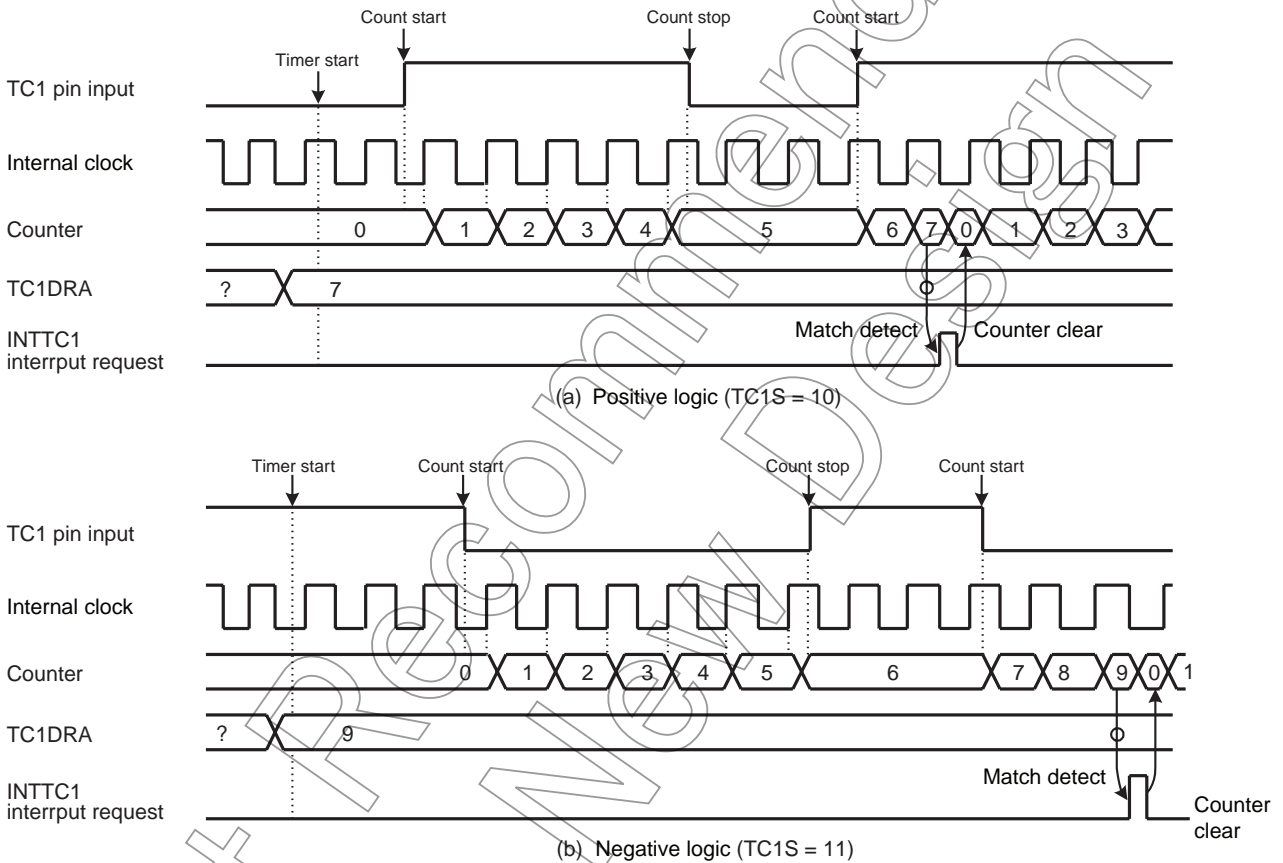 Count start Count stop Count start
Timer start
TC1 pin input
Internal clock
Counter 0 1 2 3 4 5 6 7 0 1 2 3
TC1DRA ? 7
Match detect Counter clear
INTTC1
interrput request
(a) Positive logic (TC1S = 10)
Timer start Count start Count stop Count start
TC1 pin input
Internal clock
Counter 0 1 2 3 4 5 6 7 8 9 0 1
TC1DRA ? 9
Match detect
INTTC1
interrput request
Counter
clear
(b) Negative logic (TC1S = 11)
Recommen
New Design